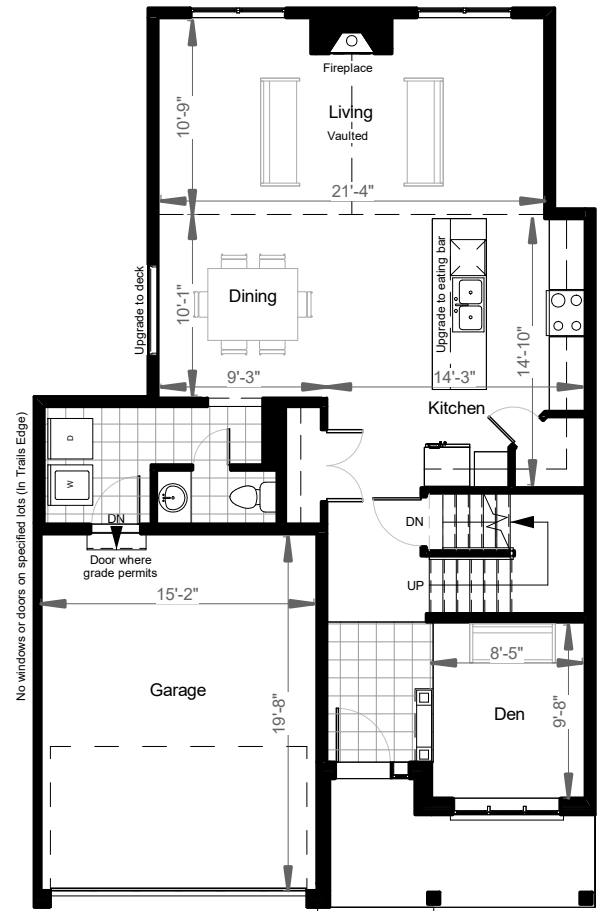 Fireplace
Living
Vaulted
10'-9"
21'-4"
Upgrade to deck
10'-1"
Dining
Upgrade to eating bar
14'-10"
9'-3"
14'-3"
Kitchen
No windows or doors on specified lots (In Trails Edge)
D
W
DN
Door where
grade permits
DN
UP
15'-2"
Garage
19'-8"
8'-5"
Den
9'-8"